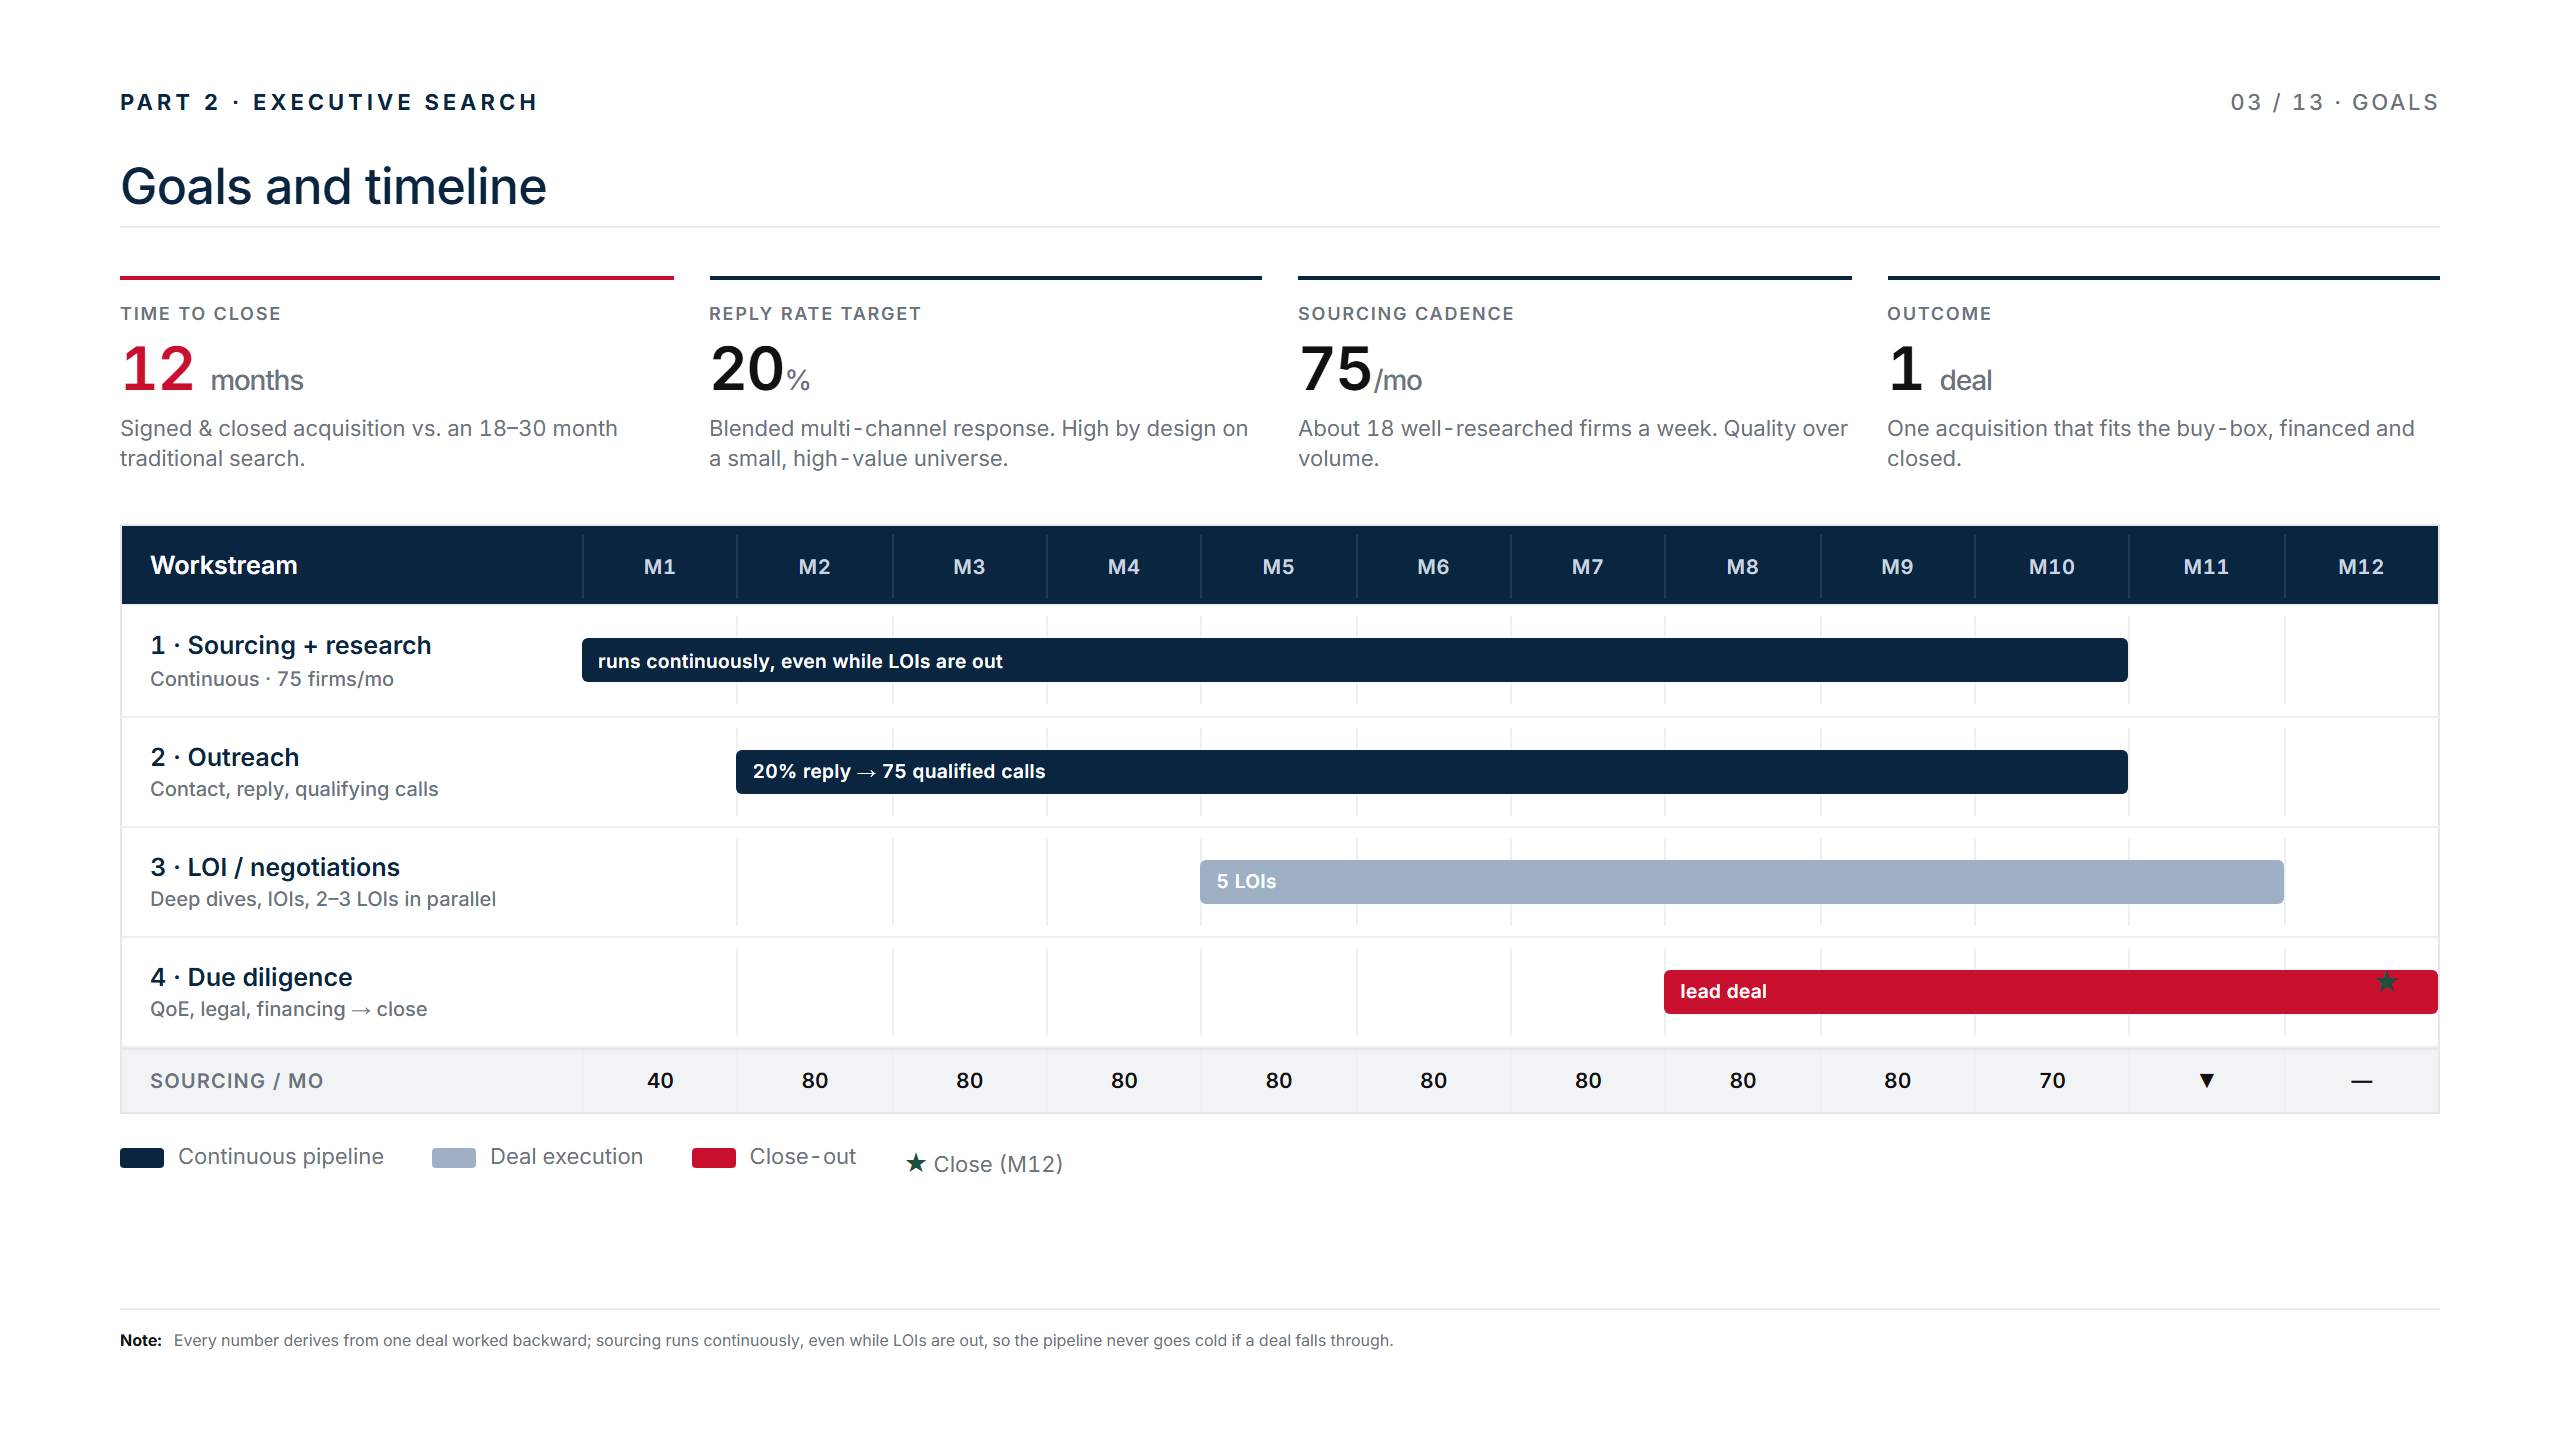 PART 2 · EXECUTIVE SEARCH
03 / 13 · GOALS
Goals and timeline
TIME TO CLOSE
12 months
Signed & closed acquisition vs. an 18–30 month
traditional search.
REPLY RATE TARGET
20%
Blended multi-channel response. High by design on
a small, high-value universe.
SOURCING CADENCE
75/mo
About 18 well-researched firms a week. Quality over
volume.
OUTCOME
1 deal
One acquisition that fits the buy-box, financed and
closed.
Workstream M1 M2 M3 M4 M5 M6 M7 M8 M9 M10 M11 M12
1 · Sourcing + research
Continuous · 75 firms/mo
runs continuously, even while LOIs are out
2 · Outreach
Contact, reply, qualifying calls
20% reply → 75 qualified calls
3 · LOI / negotiations
Deep dives, IOIs, 2–3 LOIs in parallel
5 LOIs
4 · Due diligence
QoE, legal, financing → close
lead deal ★
SOURCING / MO 40 80 80 80 80 80 80 80 80 70 ▼ —
Continuous pipeline Deal execution Close-out ★ Close (M12)
Note: Every number derives from one deal worked backward; sourcing runs continuously, even while LOIs are out, so the pipeline never goes cold if a deal falls through.